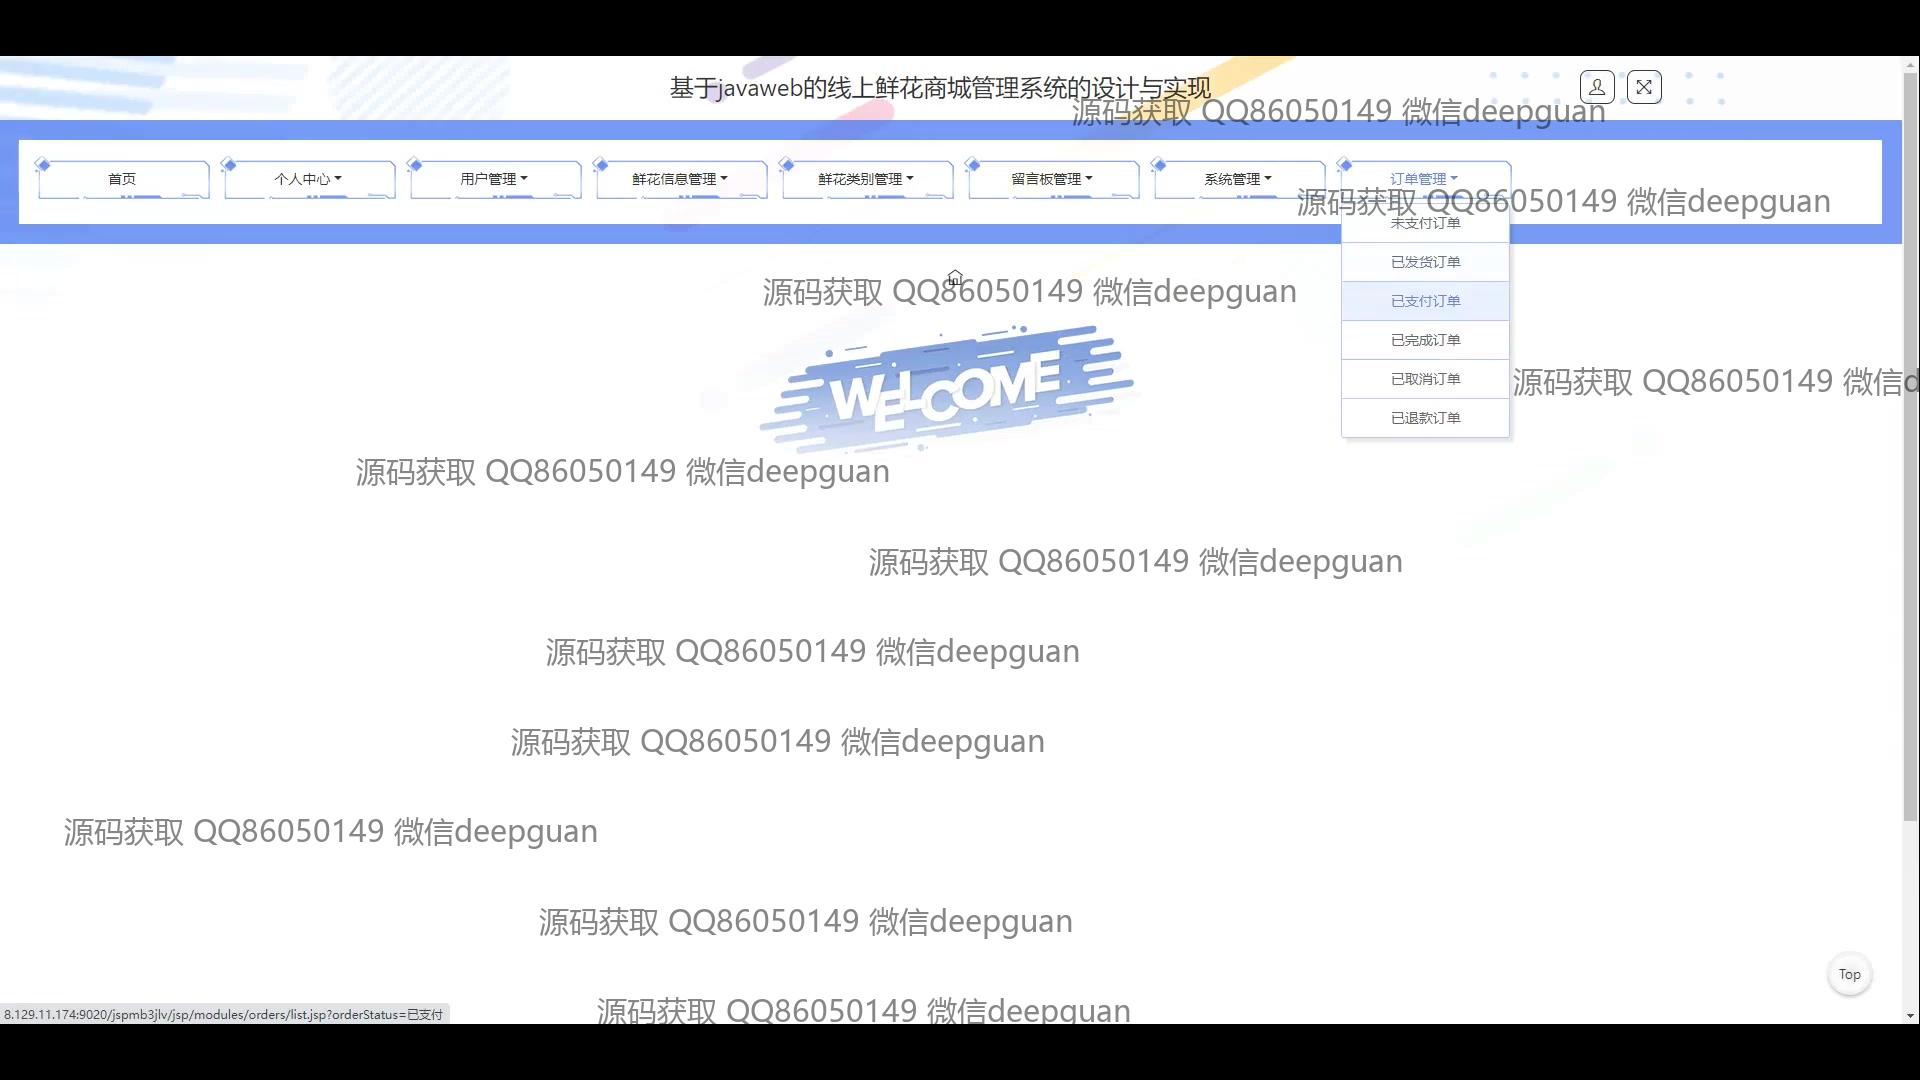 基于javaweb的线上鲜花商城管理系统的设计与实现
源码获取 QQ86050149 微信deepguan
首页
个人中心
用户管理
鲜花信息管理
鲜花类别管理
留言板管理
系统管理
订单管理
源码获取 QQ86050149 微信deepguan
未支付订单
已发货订单
源码获取 QQ86050149 微信deepguan
已支付订单
已完成订单
已取消订单
源码获取 QQ86050149 微信d
WELCOME
已退款订单
源码获取 QQ86050149 微信deepguan
源码获取 QQ86050149 微信deepguan
源码获取 QQ86050149 微信deepguan
源码获取 QQ86050149 微信deepguan
源码获取 QQ86050149 微信deepguan
源码获取 QQ86050149 微信deepguan
Top
源码获取 QQ86050149 微信deepguan
8.129.11.174:9020/jspmb3jlv/jsp/modules/orders/list.jsp?orderStatus=已支付